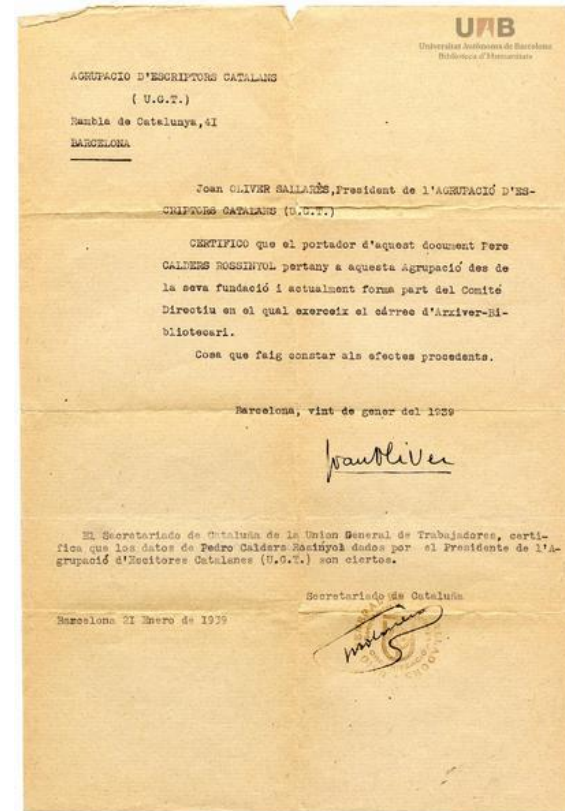 UAB
Universitat Autònoma de Barcelona
Biblioteca d'Humanitats
AGRUPACIO D'ESCRIPTORS CATALANS
( U.G.T.)
Rambla de Catalunya,4I
BARCELONA
Joan OLIVER SALLARÈS,President de l'AGRUPACIÓ D'ES-
CRIPTORS CATALANS (U.G.T.)
CERTIFICO que el portador d'aquest document Pere
CALDERS ROSSINYOL pertany a aquesta Agrupació des de
la seva fundació i actualment forma part del Comité
Directiu en el qual exerceix el càrrec d'Arxiver-Bi-
bliotecari.
Cosa que faig constar als efectes procedents.
Barcelona, vint de gener del 1939
Joan Oliver
El Secretariado de Cataluña de la Union General de Trabajadores, certi-
fica que los datos de Pedro Calders Rosinyol dados por el Presidente de l'A-
grupació d'Escitores Catalanes (U.G.T.) son ciertos.
Secretariado de Cataluña
Barcelona 21 Enero de 1939